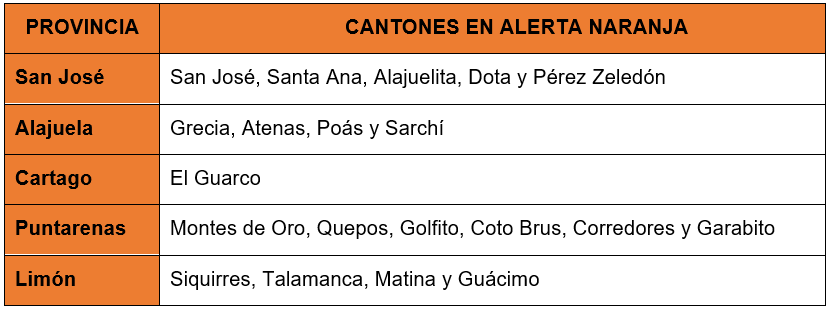 PROVINCIA CANTONES EN ALERTA NARANJA
San José San José, Santa Ana, Alajuelita, Dota y Pérez Zeledón
Alajuela Grecia, Atenas, Poás y Sarchí
Cartago El Guarco
Puntarenas Montes de Oro, Quepos, Golfito, Coto Brus, Corredores y Garabito
Limón Siquirres, Talamanca, Matina y Guácimo